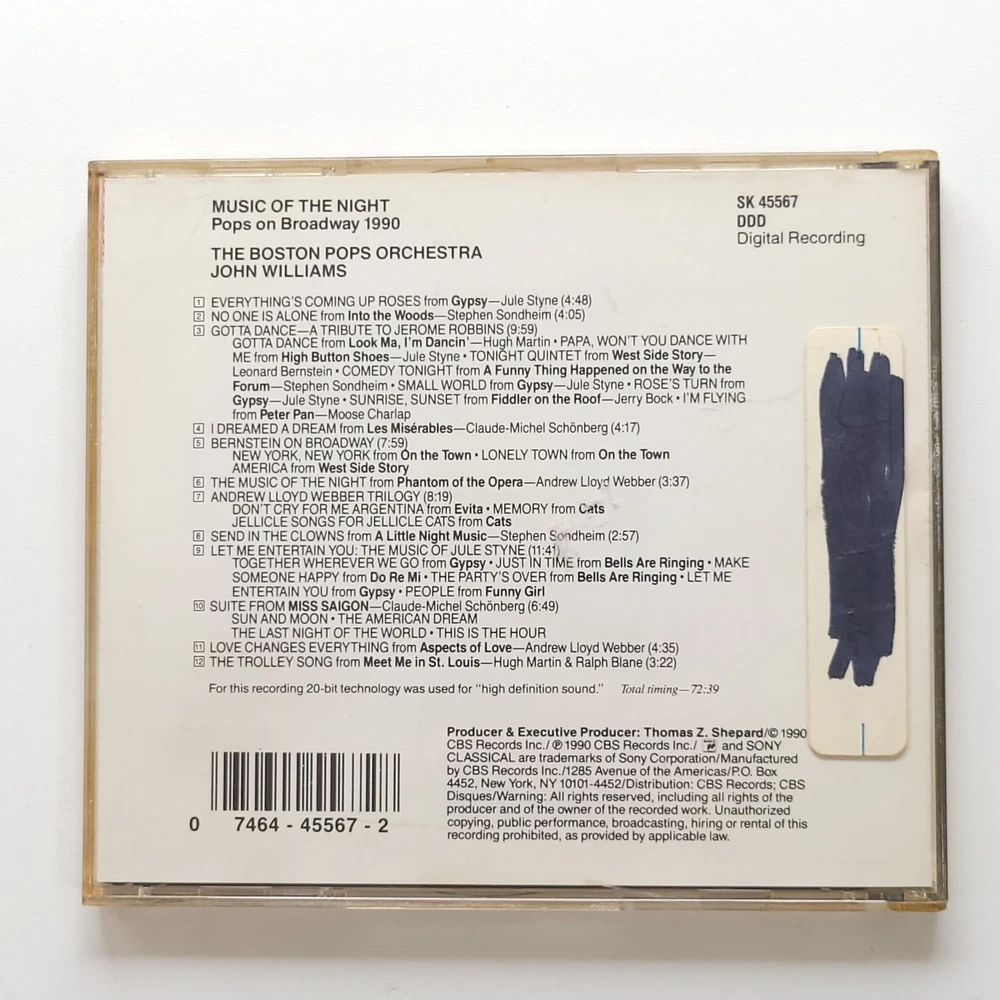 MUSIC OF THE NIGHT
Pops on Broadway 1990
THE BOSTON POPS ORCHESTRA
JOHN WILLIAMS
SK 45567
DDD
Digital Recording
1 EVERYTHING'S COMING UP ROSES from Gypsy—Jule Styne (4:48)
2 NO ONE IS ALONE from Into the Woods—Stephen Sondheim (4:05)
3 GOTTA DANCE—A TRIBUTE TO JEROME ROBBINS (9:59)
GOTTA DANCE from Look Ma, I'm Dancin'—Hugh Martin • PAPA, WON'T YOU DANCE WITH
ME from High Button Shoes—Jule Styne • TONIGHT QUINTET from West Side Story—
Leonard Bernstein • COMEDY TONIGHT from A Funny Thing Happened on the Way to the
Forum—Stephen Sondheim • SMALL WORLD from Gypsy—Jule Styne • ROSE'S TURN from
Gypsy—Jule Styne • SUNRISE, SUNSET from Fiddler on the Roof—Jerry Bock • I'M FLYING
from Peter Pan—Moose Charlap
4 I DREAMED A DREAM from Les Misérables—Claude-Michel Schönberg (4:17)
5 BERNSTEIN ON BROADWAY (7:59)
NEW YORK, NEW YORK from On the Town • LONELY TOWN from On the Town
AMERICA from West Side Story
6 THE MUSIC OF THE NIGHT from Phantom of the Opera—Andrew Lloyd Webber (3:37)
7 ANDREW LLOYD WEBBER TRILOGY (8:19)
DON'T CRY FOR ME ARGENTINA from Evita • MEMORY from Cats
JELLICLE SONGS FOR JELLICLE CATS from Cats
8 SEND IN THE CLOWNS from A Little Night Music—Stephen Sondheim (2:57)
9 LET ME ENTERTAIN YOU: THE MUSIC OF JULE STYNE (11:41)
TOGETHER WHEREVER WE GO from Gypsy • JUST IN TIME from Bells Are Ringing • MAKE
SOMEONE HAPPY from Do Re Mi • THE PARTY'S OVER from Bells Are Ringing • LET ME
ENTERTAIN YOU from Gypsy • PEOPLE from Funny Girl
10 SUITE FROM MISS SAIGON—Claude-Michel Schönberg (6:49)
SUN AND MOON • THE AMERICAN DREAM
THE LAST NIGHT OF THE WORLD • THIS IS THE HOUR
11 LOVE CHANGES EVERYTHING from Aspects of Love—Andrew Lloyd Webber (4:35)
12 THE TROLLEY SONG from Meet Me in St. Louis—Hugh Martin & Ralph Blane (3:22)
For this recording 20-bit technology was used for "high definition sound." Total timing—72:39
Producer & Executive Producer: Thomas Z. Shepard/© 1990
CBS Records Inc./ ℗ 1990 CBS Records Inc./ and SONY
CLASSICAL are trademarks of Sony Corporation/Manufactured
by CBS Records Inc./1285 Avenue of the Americas/P.O. Box
4452, New York, NY 10101-4452/Distribution: CBS Records; CBS
Disques/Warning: All rights reserved, including all rights of the
producer and of the owner of the recorded work. Unauthorized
copying, public performance, broadcasting, hiring or rental of this
recording prohibited, as provided by applicable law.
0 7464 - 45567 - 2